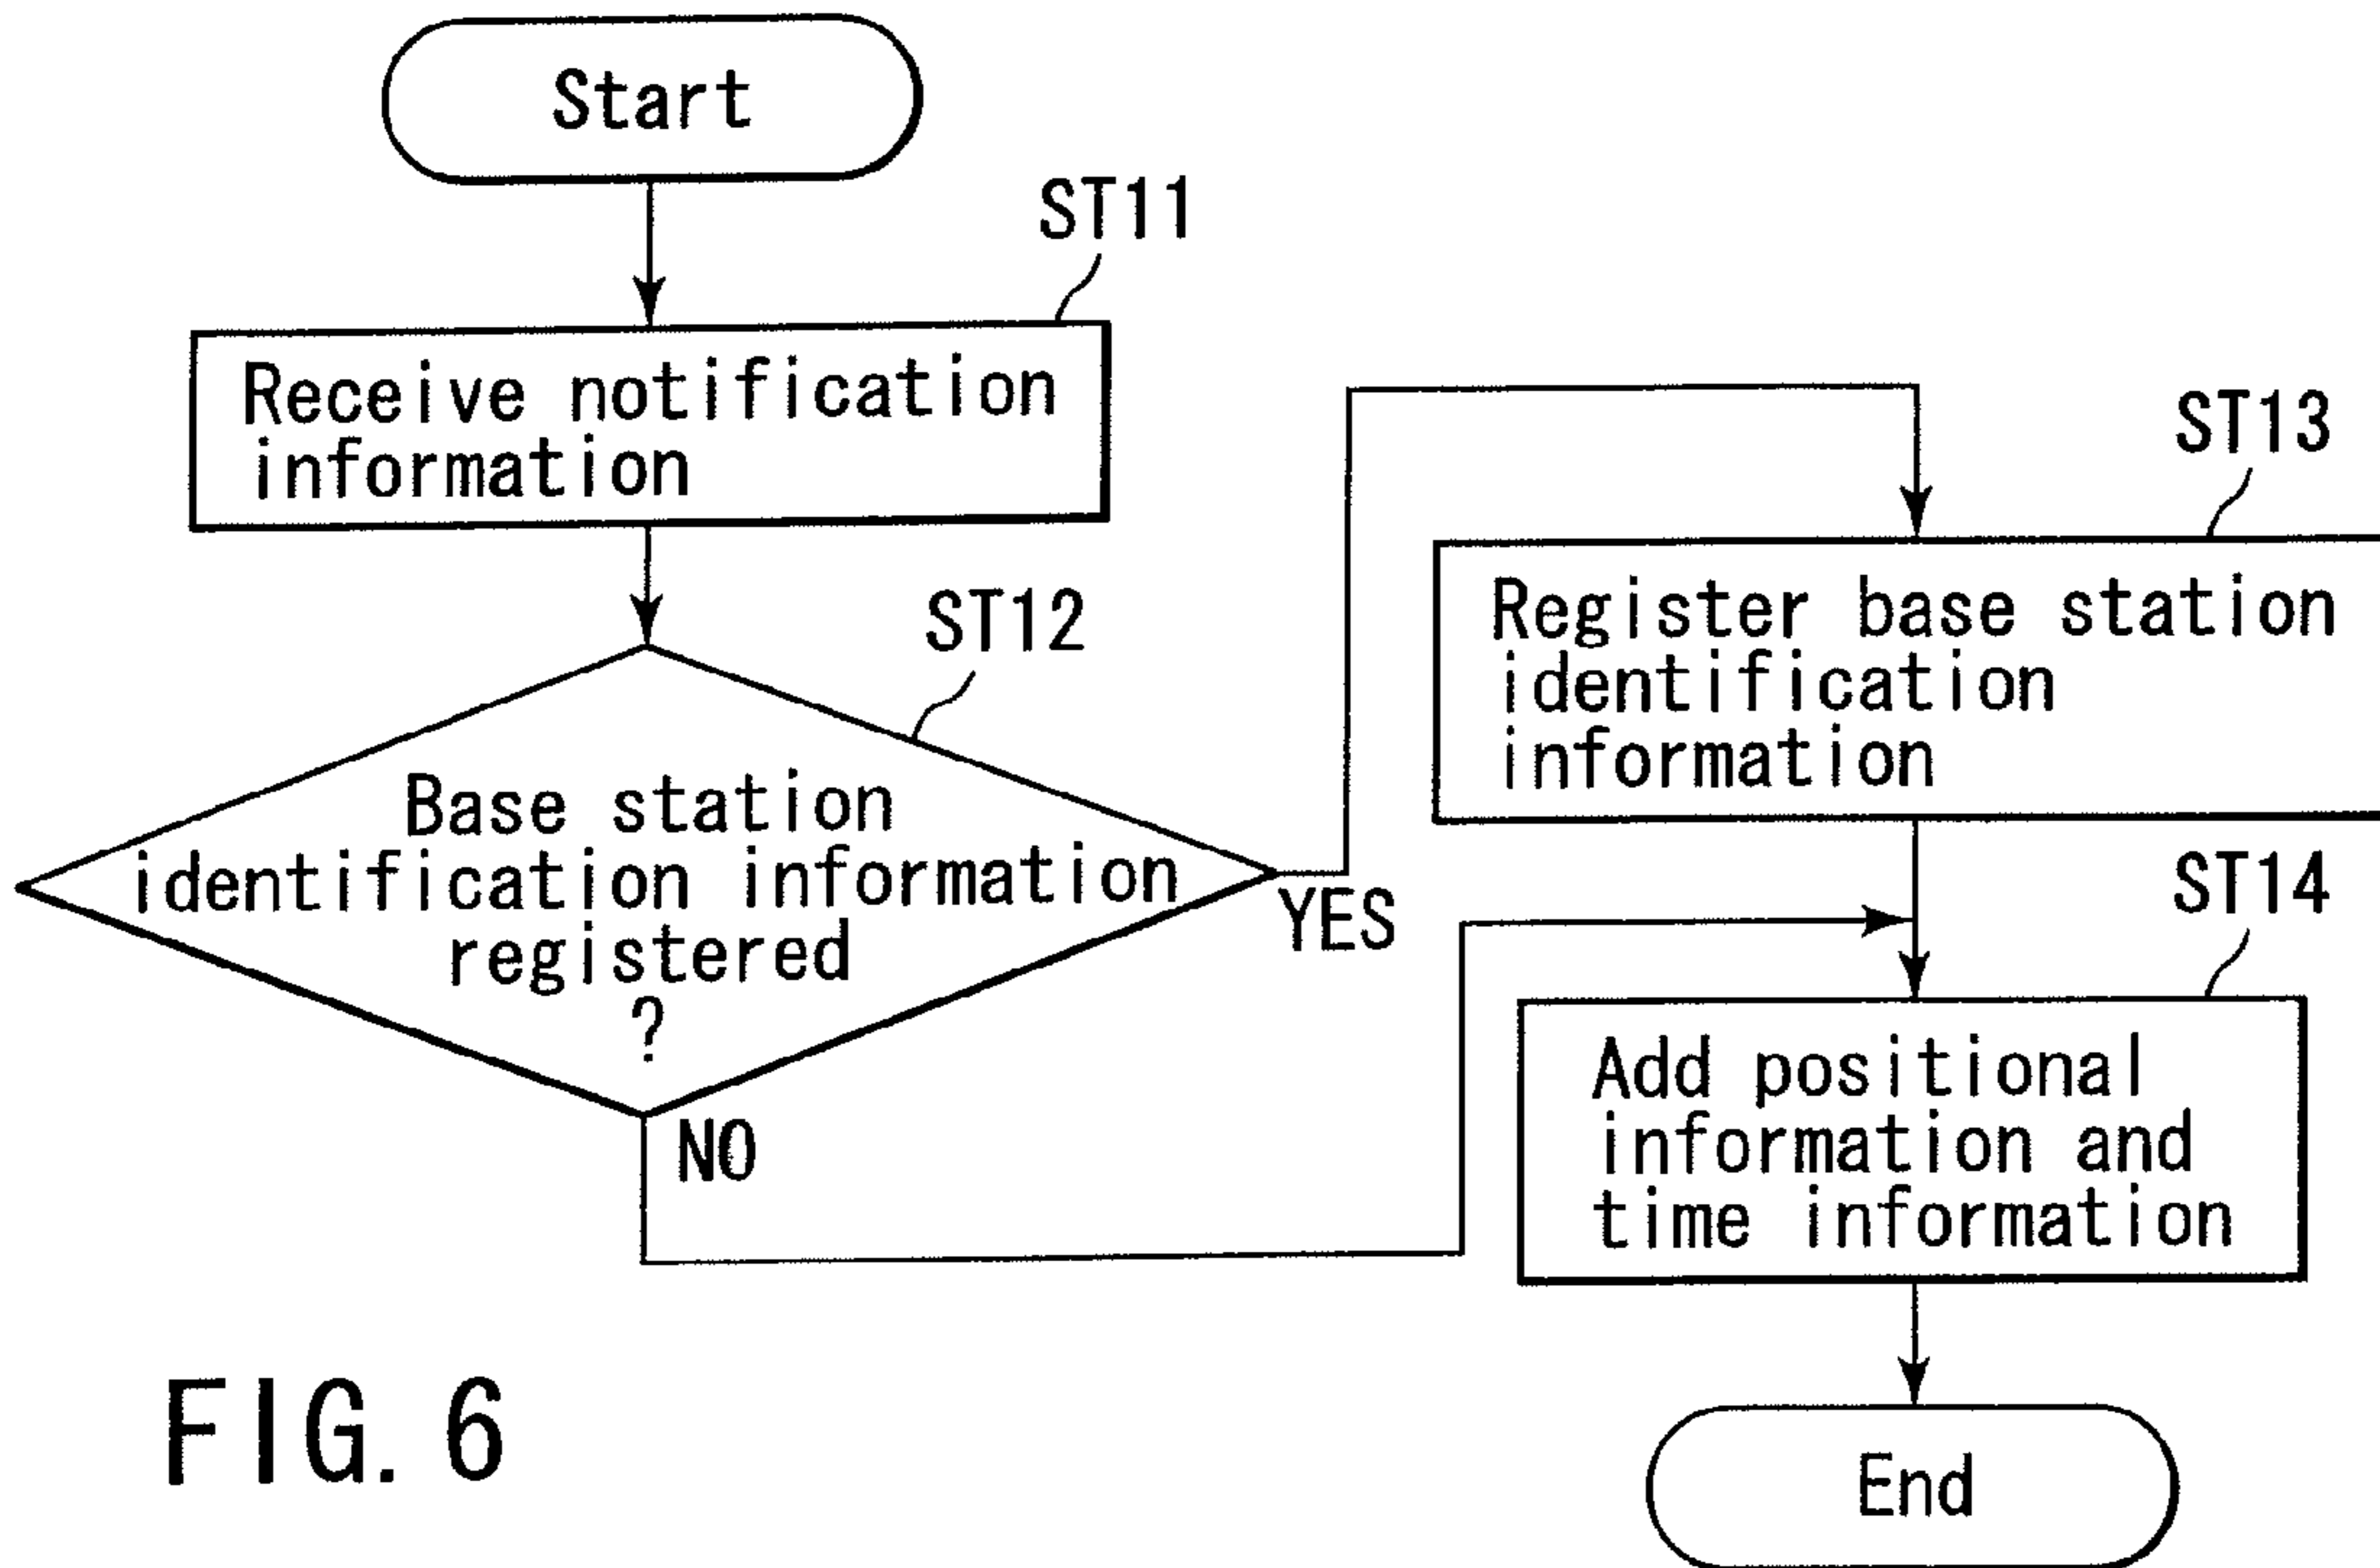 Start
ST11
Receive notification
information
ST12
Base station
identification information
registered
?
YES
NO
ST13
Register base station
identification
information
ST14
Add positional
information and
time information
End
FIG. 6